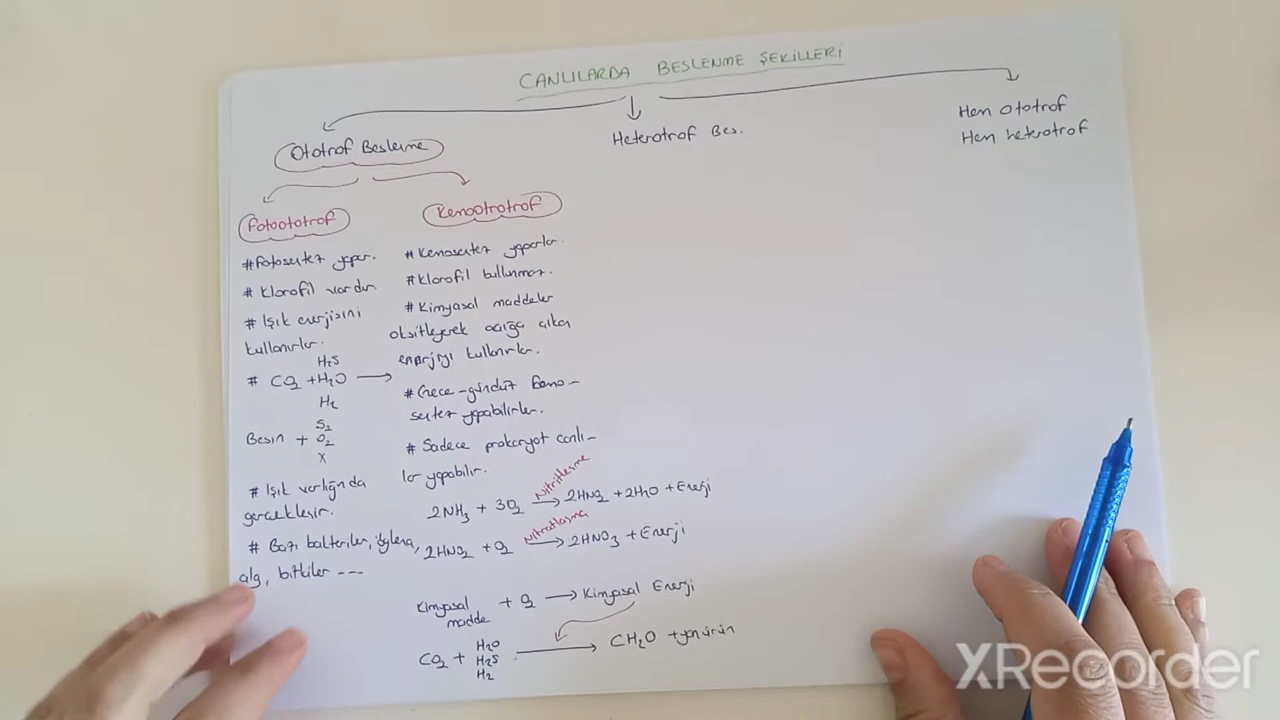 CANLILARDA BESLENME ŞEKİLLERİ
Ototrof Beslenme
Heterotrof Bes.
Hem ototrof
Hem heterotrof
Fotoototrof
#Fotosentez yapar.
# Klorofil vardır
# Işık enerjisini
kullanırlar.
H₂S
# CO₂ + H₂O →
H₂
S₂
Besin + O₂
X
# Işık varlığında
gerçekleşir.
# Bazı bakteriler, öglena,
alg, bitkiler ---
Kemoototrof
# Kemosentez yaparlar.
# Klorofil bulunmaz.
# Kimyasal maddeler
oksitleyerek açığa çıkan
enerjiyi kullanırlar.
# Gece-gündüz kemo-
sentez yapabilirler.
# Sadece prokaryot canlı-
lar yapabilir.
Nitritleşme
2NH₃ + 3O₂ → 2HNO₂ + 2H₂O + Enerji
Nitratlaşma
2HNO₂ + O₂ → 2HNO₃ + Enerji
Kimyasal madde + O₂ → Kimyasal Enerji
H₂O
CO₂ + H₂S → CH₂O + yan ürün
H₂
XRecorder